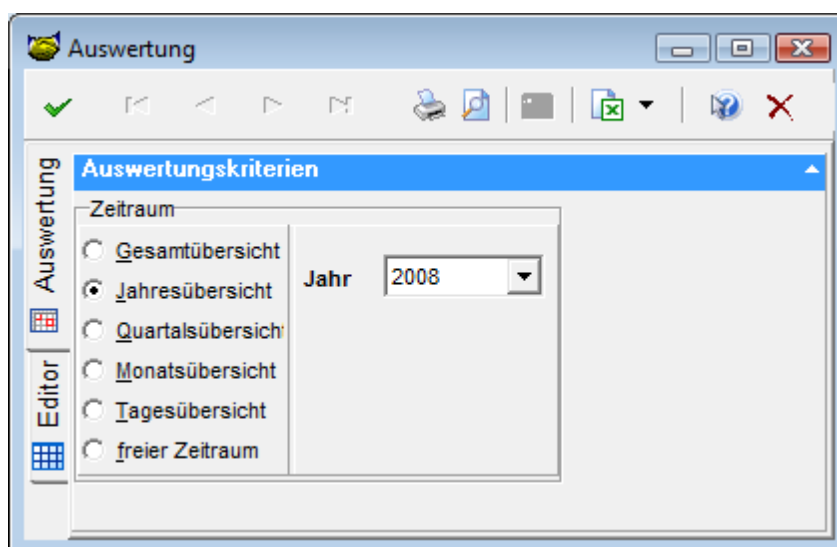 Auswertung
Auswertung
Editor
Auswertungskriterien
Zeitraum
Gesamtübersicht
Jahresübersicht
Quartalsübersicht
Monatsübersicht
Tagesübersicht
freier Zeitraum
Jahr 2008